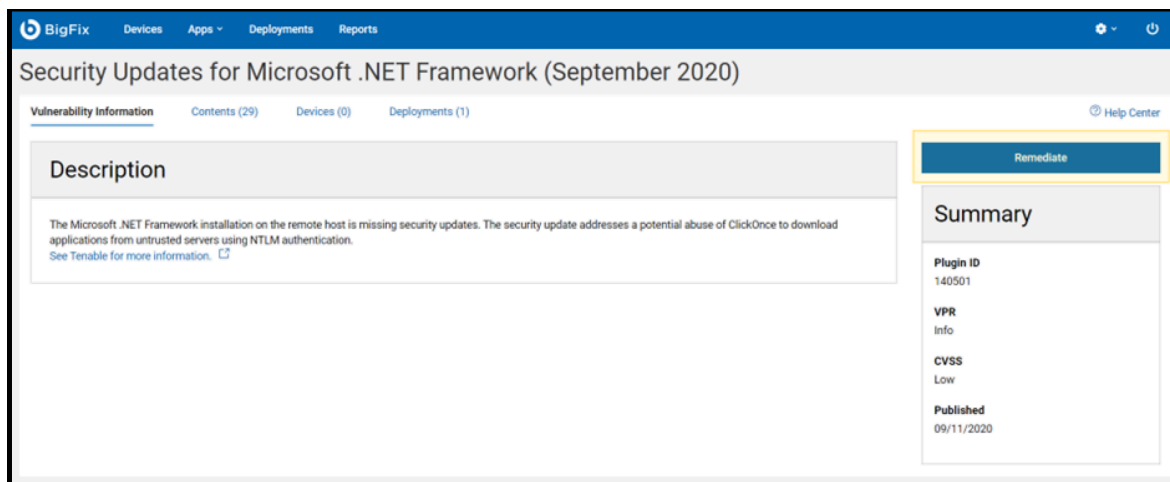 BigFix Devices Apps Deployments Reports
Security Updates for Microsoft .NET Framework (September 2020)
Vulnerability Information Contents (29) Devices (0) Deployments (1) Help Center
Description
The Microsoft .NET Framework installation on the remote host is missing security updates. The security update addresses a potential abuse of ClickOnce to download
applications from untrusted servers using NTLM authentication.
See Tenable for more information.
Remediate
Summary
Plugin ID
140501
VPR
Info
CVSS
Low
Published
09/11/2020